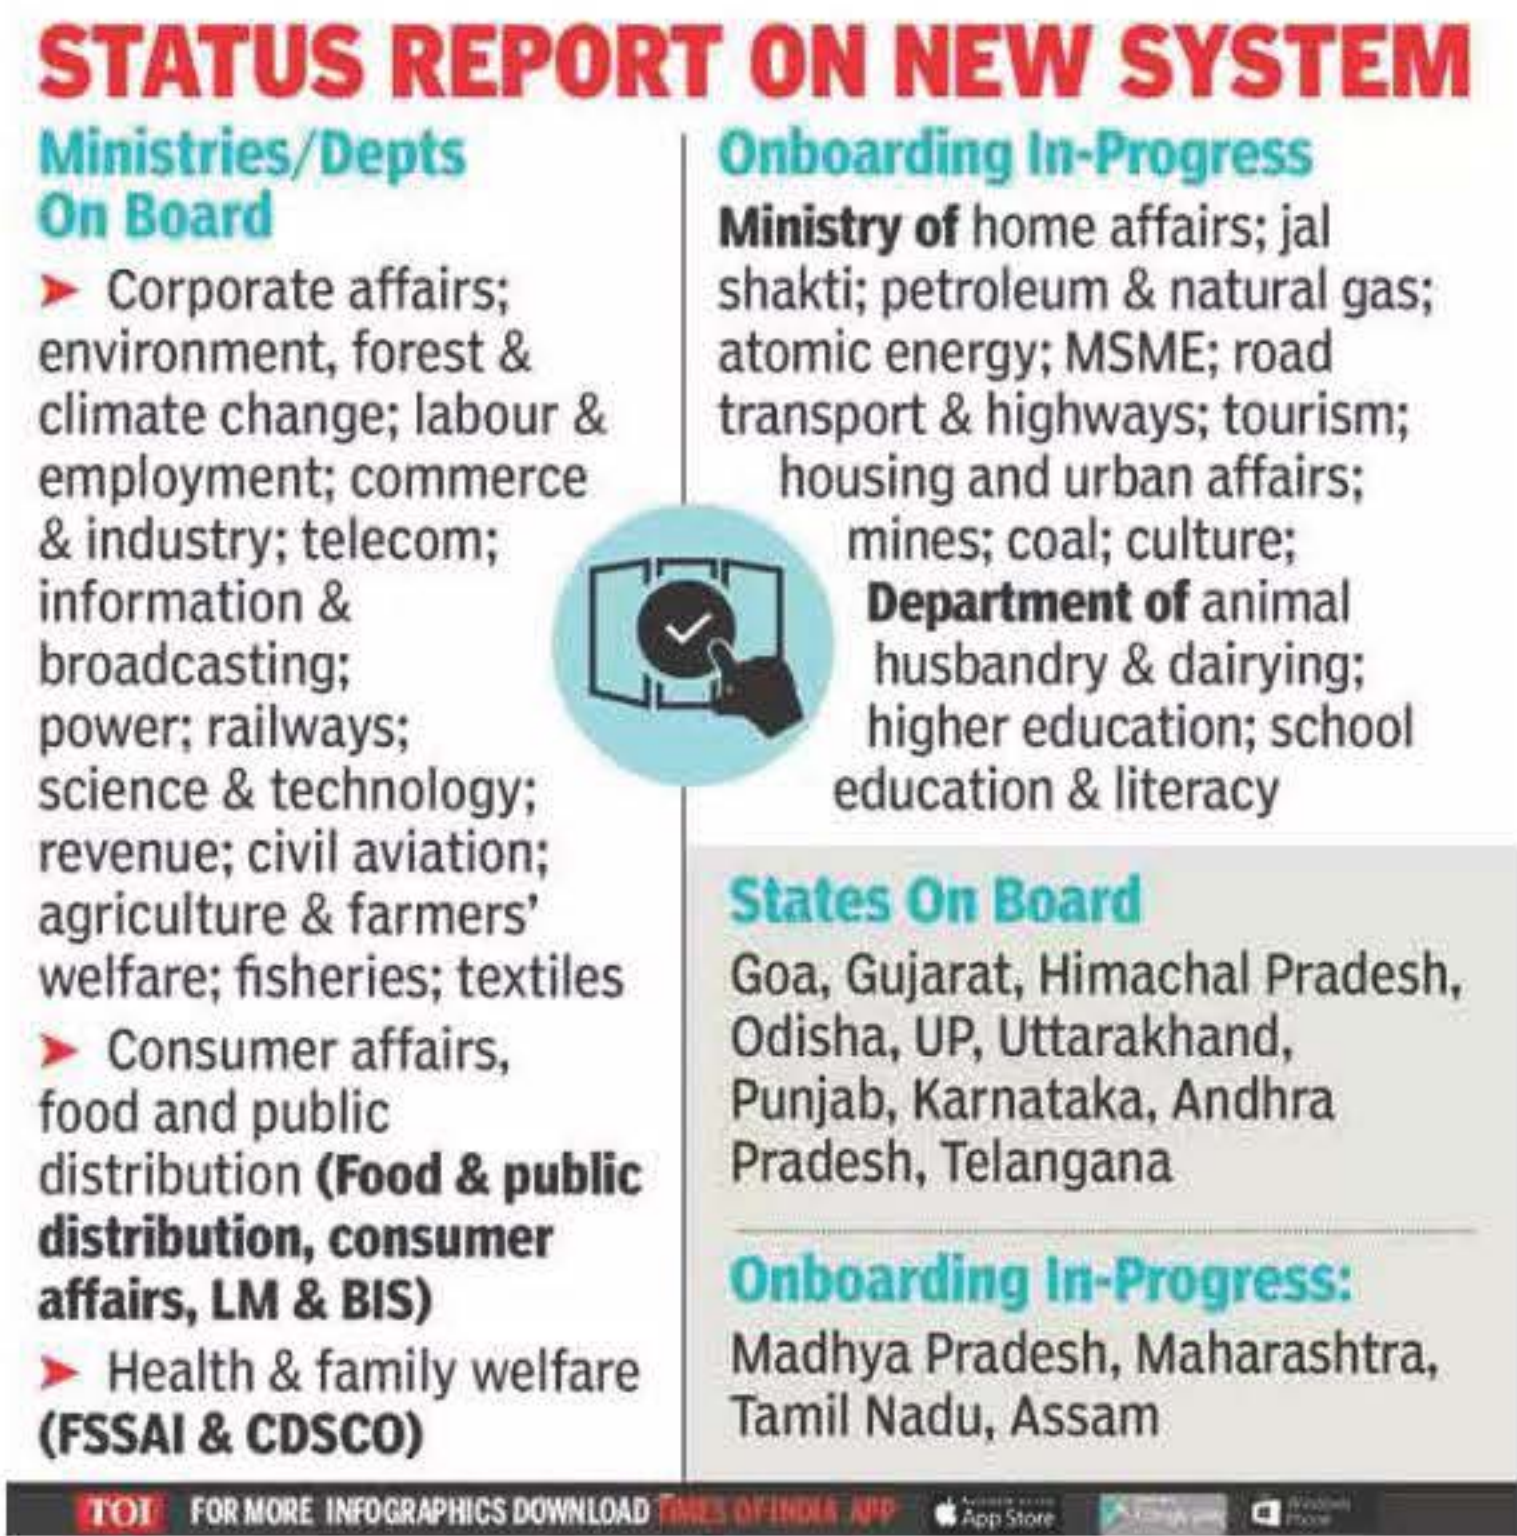 STATUS REPORT ON NEW SYSTEM
Ministries/Depts
On Board
➤ Corporate affairs;
environment, forest &
climate change; labour &
employment; commerce
& industry; telecom;
information &
broadcasting;
power; railways;
science & technology;
revenue; civil aviation;
agriculture & farmers’
welfare; fisheries; textiles
➤ Consumer affairs,
food and public
distribution (Food & public
distribution, consumer
affairs, LM & BIS)
➤ Health & family welfare
(FSSAI & CDSCO)
Onboarding In-Progress
Ministry of home affairs; jal
shakti; petroleum & natural gas;
atomic energy; MSME; road
transport & highways; tourism;
housing and urban affairs;
mines; coal; culture;
Department of animal
husbandry & dairying;
higher education; school
education & literacy
States On Board
Goa, Gujarat, Himachal Pradesh,
Odisha, UP, Uttarakhand,
Punjab, Karnataka, Andhra
Pradesh, Telangana
Onboarding In-Progress:
Madhya Pradesh, Maharashtra,
Tamil Nadu, Assam
TOI FOR MORE INFOGRAPHICS DOWNLOAD TIMES OF INDIA APP
App Store
Windows
Phone